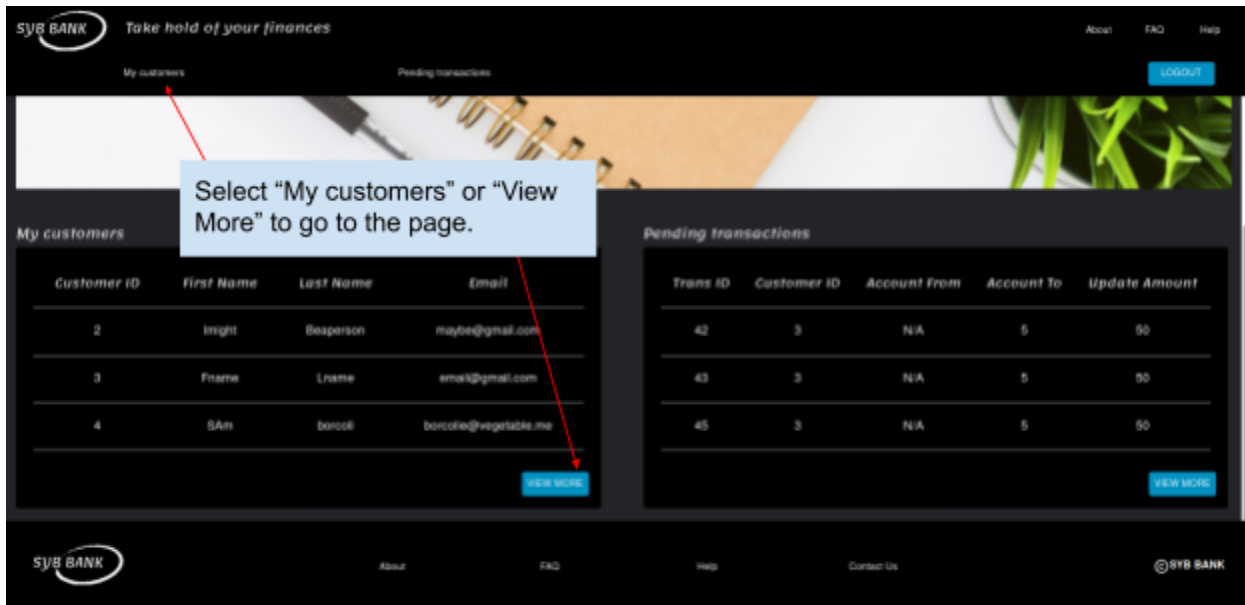 SYB BANK Take hold of your finances About FAQ Help
My customers Pending transactions LOGOUT
Select “My customers” or “View
More” to go to the page.
My customers
Customer ID First Name Last Name Email
2 Imight Beaperson maybe@gmail.com
3 Fname Lname email@gmail.com
4 SAm borcoli borcolie@vegetable.me
VIEW MORE
Pending transactions
Trans ID Customer ID Account From Account To Update Amount
42 3 N/A 5 50
43 3 N/A 5 50
45 3 N/A 5 50
VIEW MORE
SYB BANK About FAQ Help Contact Us © SYB BANK